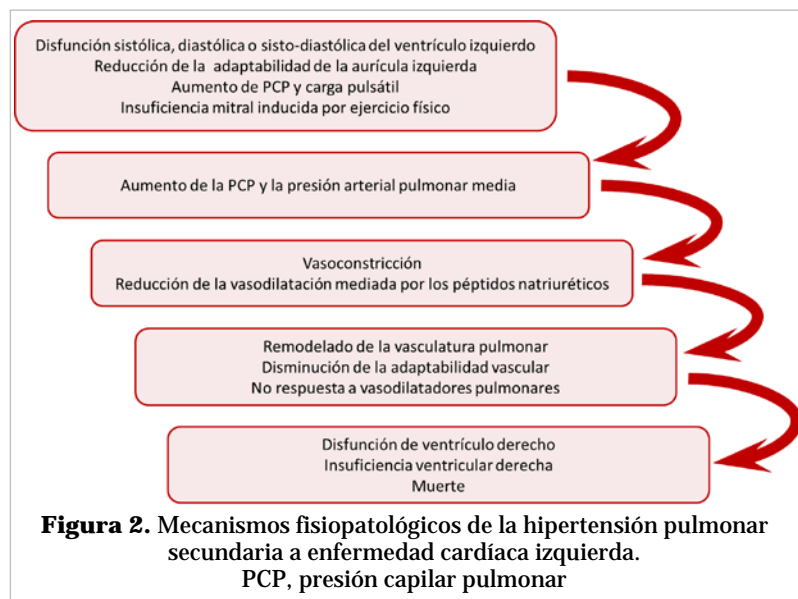 Disfunción sistólica, diastólica o sisto-diastólica del ventrículo izquierdo
Reducción de la adaptabilidad de la aurícula izquierda
Aumento de PCP y carga pulsátil
Insuficiencia mitral inducida por ejercicio físico
Aumento de la PCP y la presión arterial pulmonar media
Vasoconstricción
Reducción de la vasodilatación mediada por los péptidos natriuréticos
Remodelado de la vasculatura pulmonar
Disminución de la adaptabilidad vascular
No respuesta a vasodilatadores pulmonares
Disfunción de ventrículo derecho
Insuficiencia ventricular derecha
Muerte
Figura 2. Mecanismos fisiopatológicos de la hipertensión pulmonar
secundaria a enfermedad cardíaca izquierda.
PCP, presión capilar pulmonar